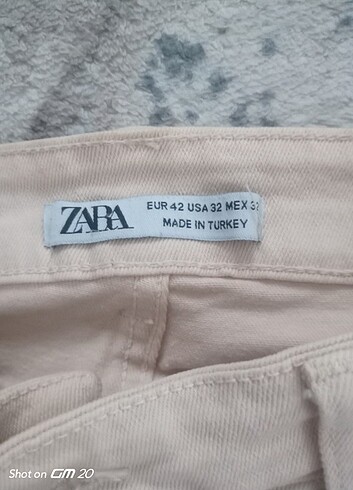 ZARA
EUR 42 USA 32 MEX 32
MADE IN TURKEY
Shot on GM 20